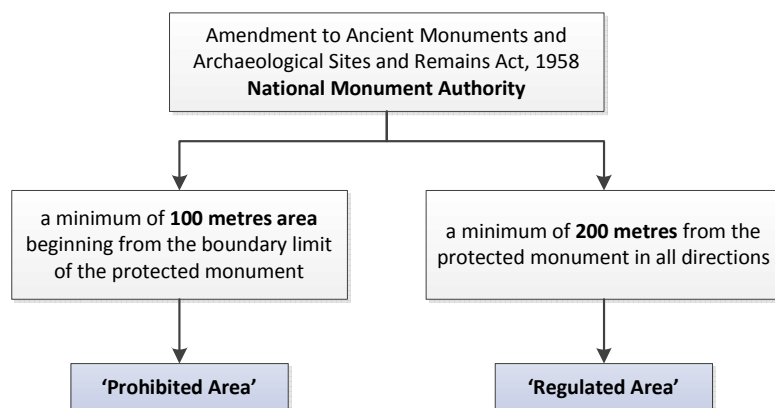 Amendment to Ancient Monuments and
Archaeological Sites and Remains Act, 1958
National Monument Authority
a minimum of 100 metres area
beginning from the boundary limit
of the protected monument
a minimum of 200 metres from the
protected monument in all directions
‘Prohibited Area’
‘Regulated Area’